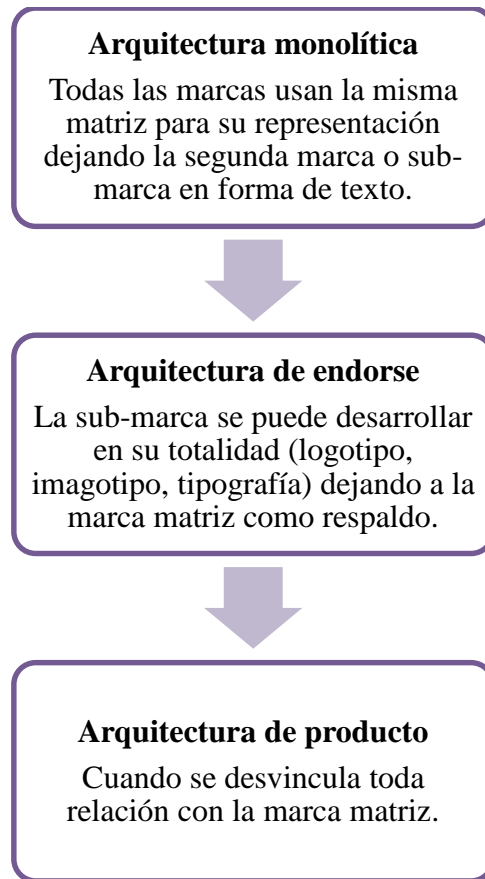 Arquitectura monolítica
Todas las marcas usan la misma
matriz para su representación
dejando la segunda marca o sub-
marca en forma de texto.
Arquitectura de endorse
La sub-marca se puede desarrollar
en su totalidad (logotipo,
imagotipo, tipografía) dejando a la
marca matriz como respaldo.
Arquitectura de producto
Cuando se desvincula toda
relación con la marca matriz.